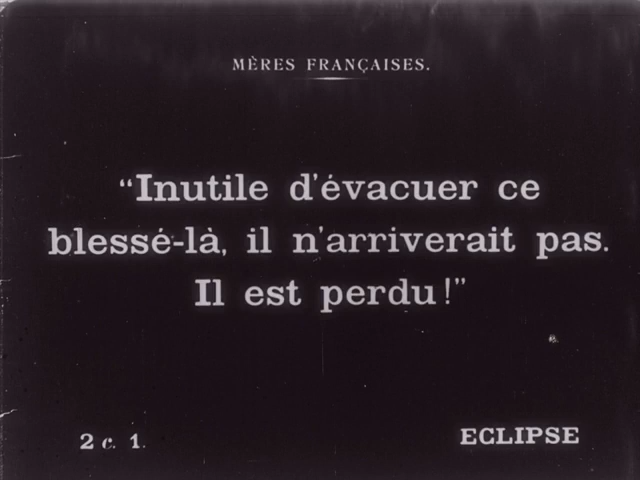 MÈRES FRANÇAISES.
“Inutile d'évacuer ce
blessé-là, il n'arriverait pas.
Il est perdu!”
2 c. 1.
ECLIPSE